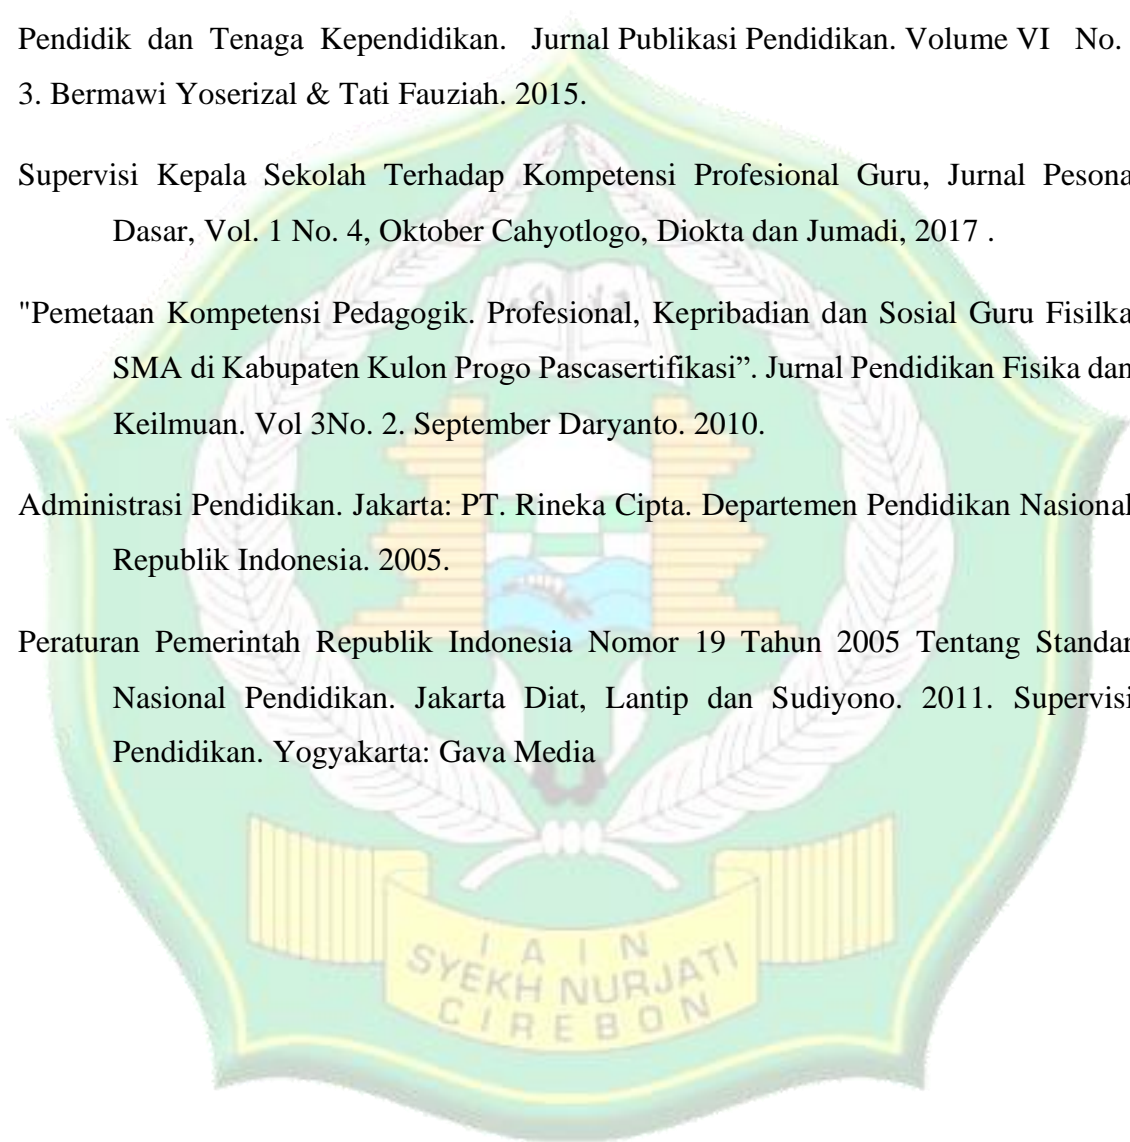 Pendidik dan Tenaga Kependidikan. Jurnal Publikasi Pendidikan. Volume VI No.
3. Bermawi Yoserizal & Tati Fauziah. 2015.
Supervisi Kepala Sekolah Terhadap Kompetensi Profesional Guru, Jurnal Pesona
Dasar, Vol. 1 No. 4, Oktober Cahyotlogo, Diokta dan Jumadi, 2017 .
"Pemetaan Kompetensi Pedagogik. Profesional, Kepribadian dan Sosial Guru Fisilka
SMA di Kabupaten Kulon Progo Pascasertifikasi”. Jurnal Pendidikan Fisika dan
Keilmuan. Vol 3No. 2. September Daryanto. 2010.
Administrasi Pendidikan. Jakarta: PT. Rineka Cipta. Departemen Pendidikan Nasional
Republik Indonesia. 2005.
Peraturan Pemerintah Republik Indonesia Nomor 19 Tahun 2005 Tentang Standar
Nasional Pendidikan. Jakarta Diat, Lantip dan Sudiyono. 2011. Supervisi
Pendidikan. Yogyakarta: Gava Media
IAIN
SYEKH NURJATI
CIREBON